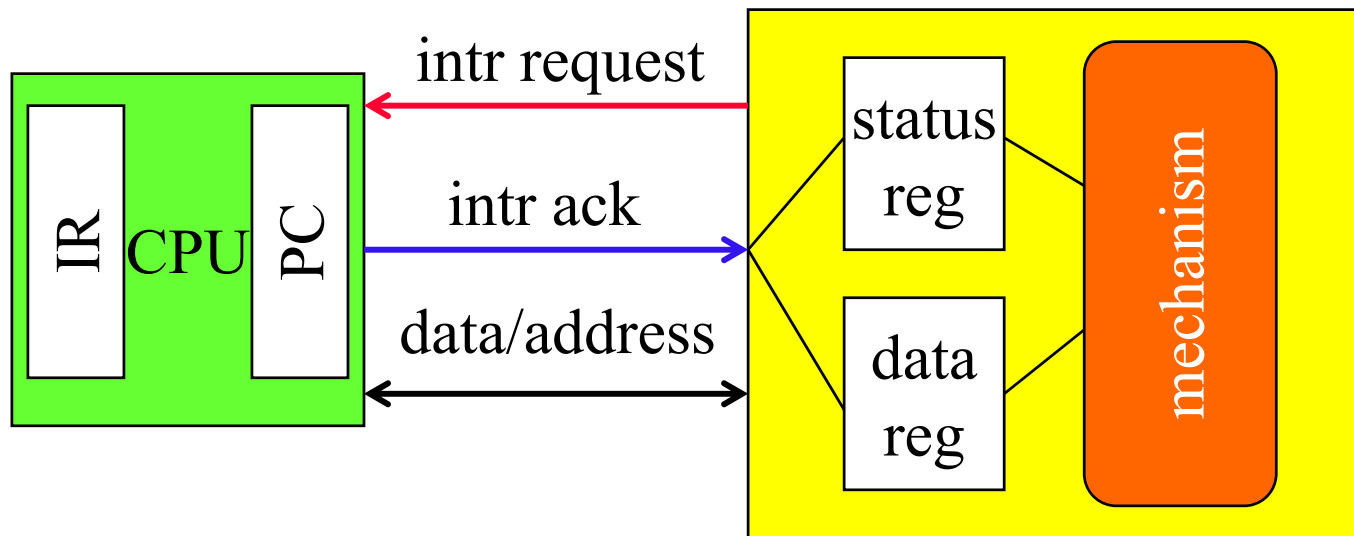 intr request
intr ack
data/address
IR
CPU
PC
status
reg
data
reg
mechanism